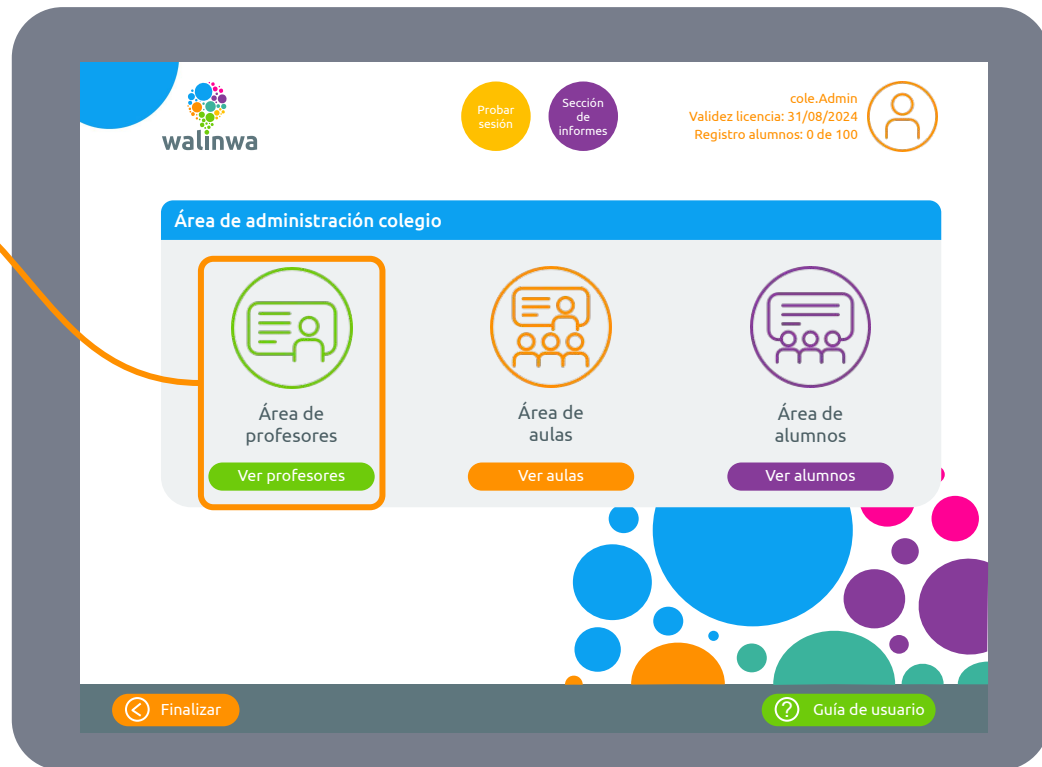 walinwa
Probar
sesión
Sección
de
informes
cole.Admin
Validez licencia: 31/08/2024
Registro alumnos: 0 de 100
Área de administración colegio
Área de
profesores
Ver profesores
Área de
aulas
Ver aulas
Área de
alumnos
Ver alumnos
Finalizar
Guía de usuario